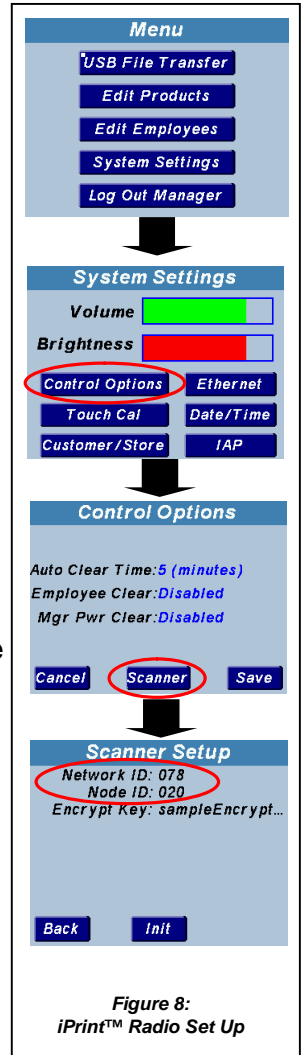 Menu
USB File Transfer
Edit Products
Edit Employees
System Settings
Log Out Manager
System Settings
Volume
Brightness
Control Options Ethernet
Touch Cal Date/Time
Customer/Store IAP
Control Options
Auto Clear Time:5 (minutes)
Employee Clear:Disabled
Mgr Pwr Clear:Disabled
e
Cancel Scanner Save
Scanner Setup
Network ID: 078
Node ID: 020
Encrypt Key: sampleEncrypt…
Back Init
Figure 8:
iPrint™ Radio Set Up